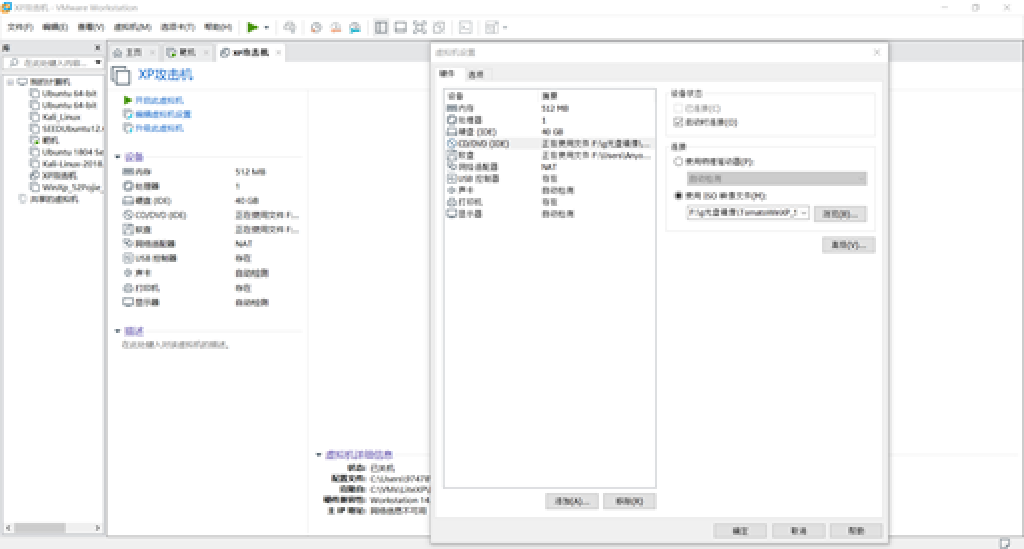 XP攻击机 - VMware Workstation
文件(F) 编辑(E) 查看(V) 虚拟机(M) 选项卡(T) 帮助(H)
库
在此处键入内容...
我的计算机
Ubuntu 64-bit
Ubuntu 64-bit
Kali_Linux
SEEDUbuntu12.
靶机
Ubuntu 1804 Se
Kali-Linux-2018.
XP攻击机
共享的虚拟机
主页 靶机 XP攻击机
XP攻击机
开启此虚拟机
编辑虚拟机设置
升级此虚拟机
设备
内存 512 MB
处理器 1
硬盘 (IDE) 40 GB
CD/DVD (IDE) 正在使用文件 F:\...
软盘 正在使用文件 F:\...
网络适配器 NAT
USB 控制器 存在
声卡 自动检测
打印机 存在
显示器 自动检测
描述
在此处键入对该虚拟机的描述。
虚拟机详细信息
状态: 已关机
配置文件: C:\Users\
硬件兼容性: Workstation 14.
主 IP 地址: 网络信息不可用
虚拟机设置
硬件 选项
设备 摘要
内存 512 MB
处理器 1
硬盘 (IDE) 40 GB
CD/DVD (IDE) 正在使用文件 F:\g光盘镜像\...
软盘 正在使用文件 F:\Users\
网络适配器 NAT
USB 控制器 存在
声卡 自动检测
打印机 存在
显示器 自动检测
添加(A)... 移除(R)
设备状态
已连接(C)
启动时连接(O)
连接
使用物理驱动器(P):
自动检测
使用 ISO 映像文件(M):
浏览(B)...
高级(V)...
确定 取消 帮助